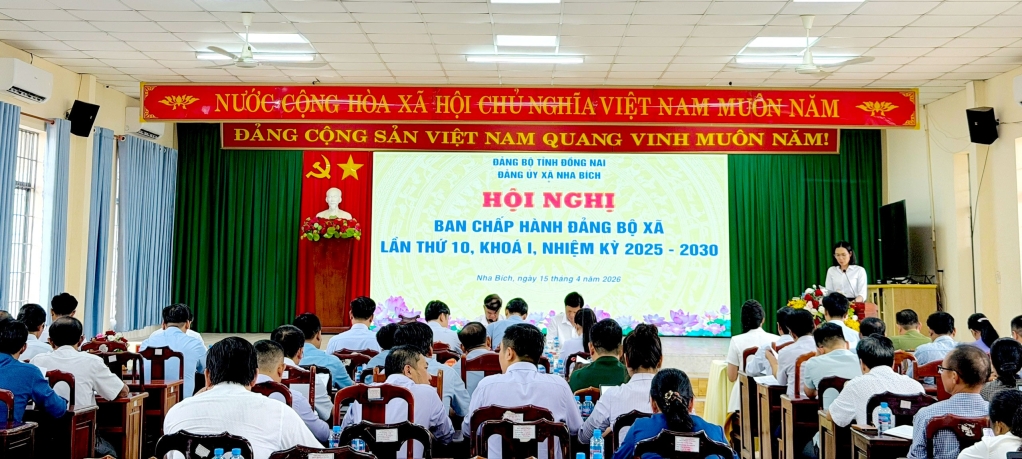 NƯỚC CỘNG HÒA XÃ HỘI CHỦ NGHĨA VIỆT NAM MUÔN NĂM
ĐẢNG CỘNG SẢN VIỆT NAM QUANG VINH MUÔN NĂM!
ĐẢNG BỘ TỈNH ĐỒNG NAI
ĐẢNG ỦY XÃ NHA BÍCH
HỘI NGHỊ
BAN CHẤP HÀNH ĐẢNG BỘ XÃ
LẦN THỨ 10, KHOÁ I, NHIỆM KỲ 2025 - 2030
Nha Bích, ngày 15 tháng 4 năm 2026